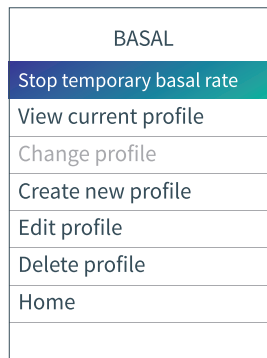 BASAL
Stop temporary basal rate
View current profile
Change profile
Create new profile
Edit profile
Delete profile
Home